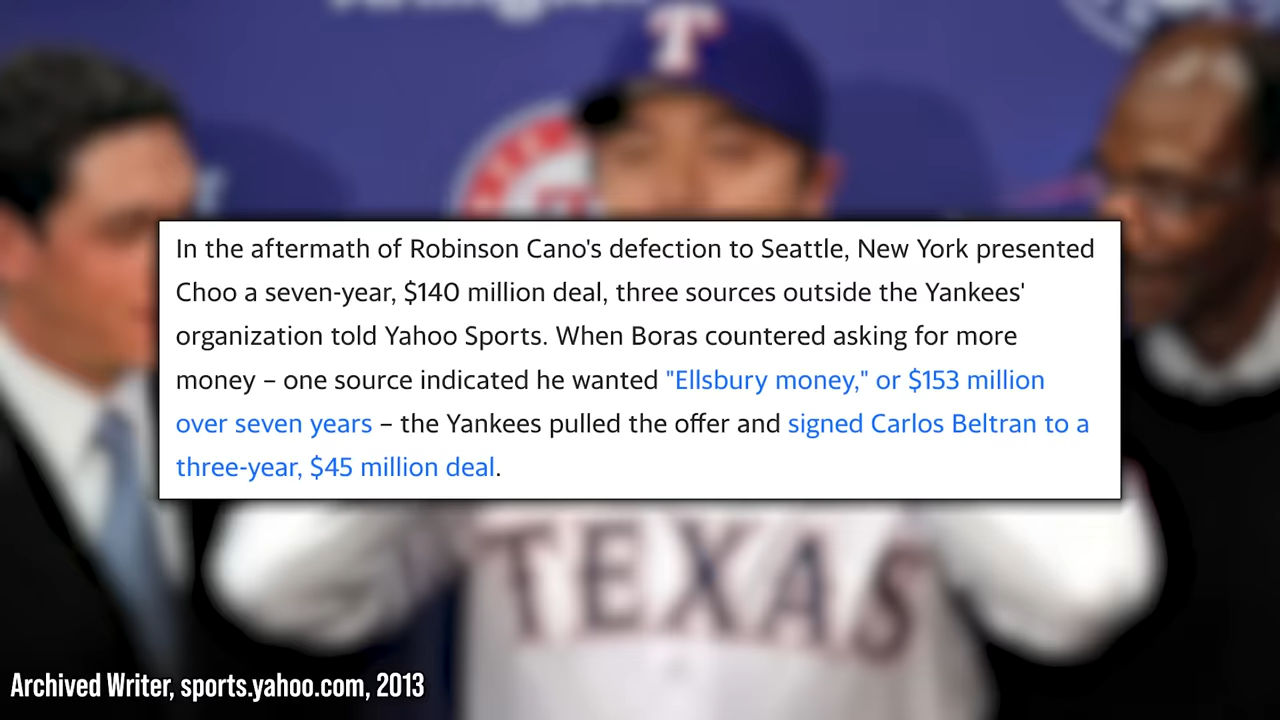 Arlington
T
In the aftermath of Robinson Cano's defection to Seattle, New York presented
Choo a seven-year, $140 million deal, three sources outside the Yankees'
organization told Yahoo Sports. When Boras countered asking for more
money – one source indicated he wanted "Ellsbury money," or $153 million
over seven years – the Yankees pulled the offer and signed Carlos Beltran to a
three-year, $45 million deal.
TEXAS
Archived Writer, sports.yahoo.com, 2013